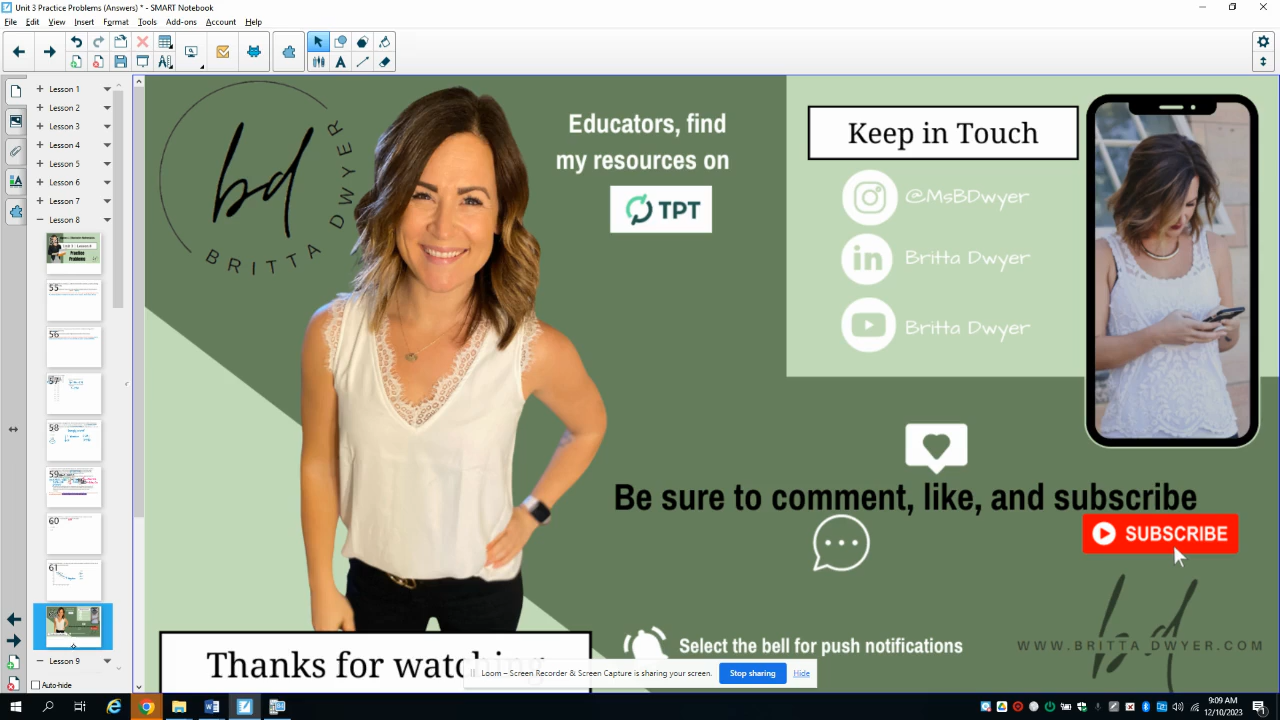 Unit 3 Practice Problems (Answers) * - SMART Notebook
File Edit View Insert Format Tools Add-ons Account Help
Lesson 1
Lesson 2
Lesson 3
Lesson 4
Lesson 5
Lesson 6
Lesson 7
Lesson 8
55
56
57
58
59
60
61
Lesson 9
Auto-hide
bd
BRITTA DWYER
Educators, find
my resources on
TPT
Keep in Touch
@MsBDwyer
Britta Dwyer
Britta Dwyer
Be sure to comment, like, and subscribe
SUBSCRIBE
bd
WWW.BRITTA DWYER.COM
Select the bell for push notifications
Thanks for watching
Loom – Screen Recorder & Screen Capture is sharing your screen. Stop sharing Hide
9:09 AM
12/10/2023